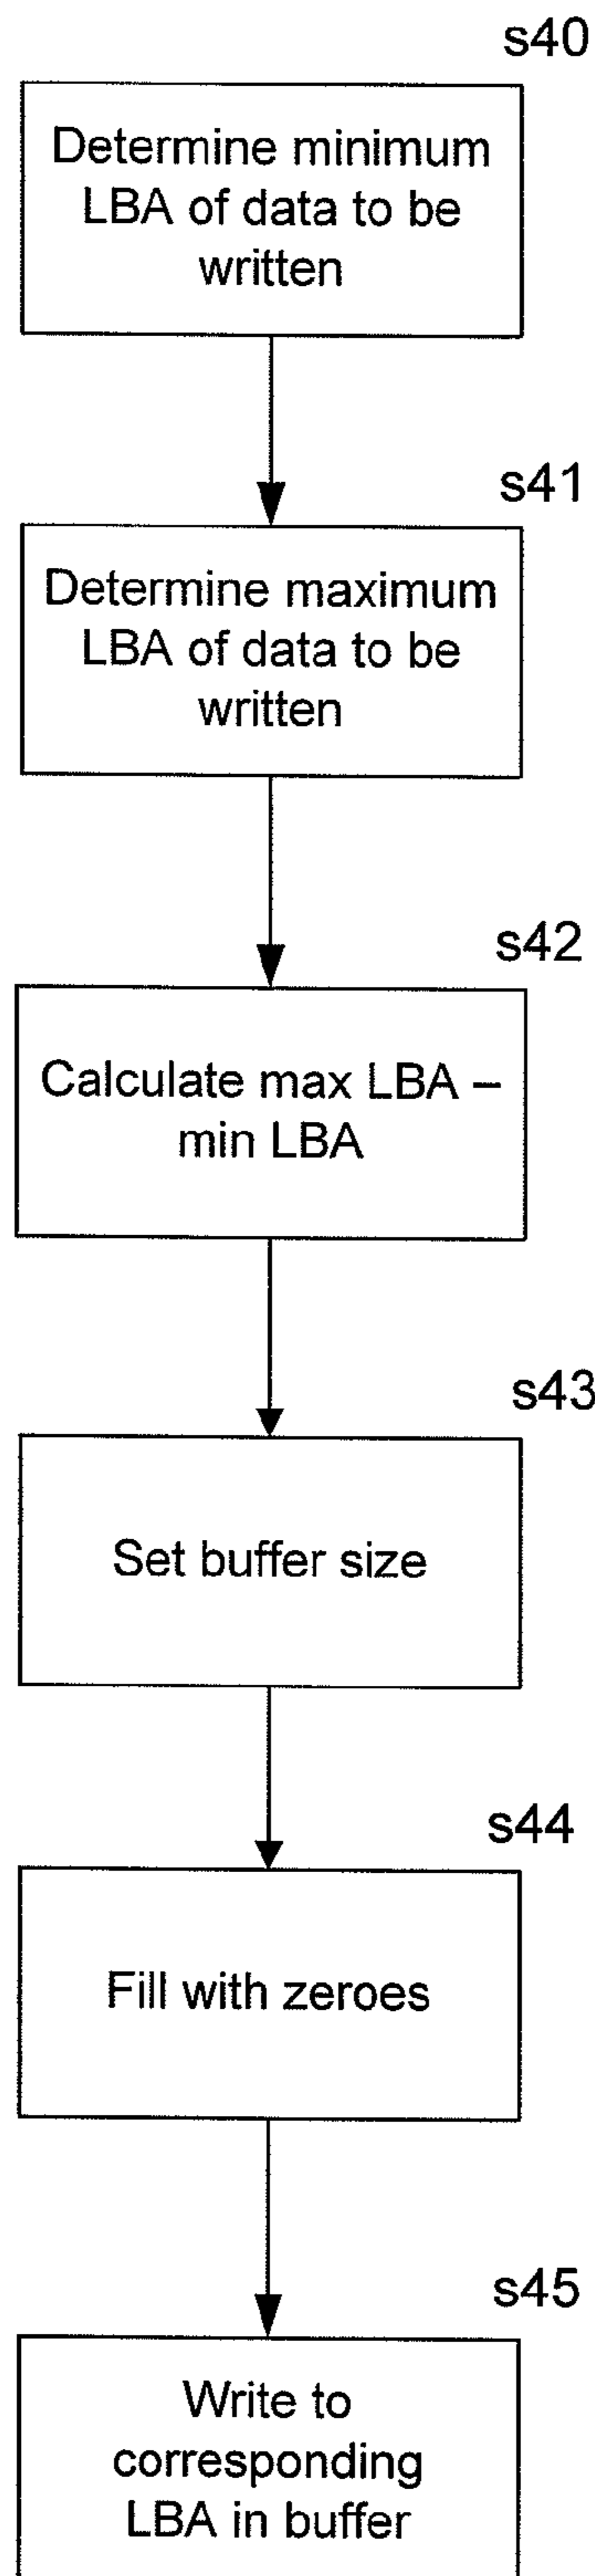 s40
Determine minimum
LBA of data to be
written
s41
Determine maximum
LBA of data to be
written
s42
Calculate max LBA –
min LBA
s43
Set buffer size
s44
Fill with zeroes
s45
Write to
corresponding
LBA in buffer